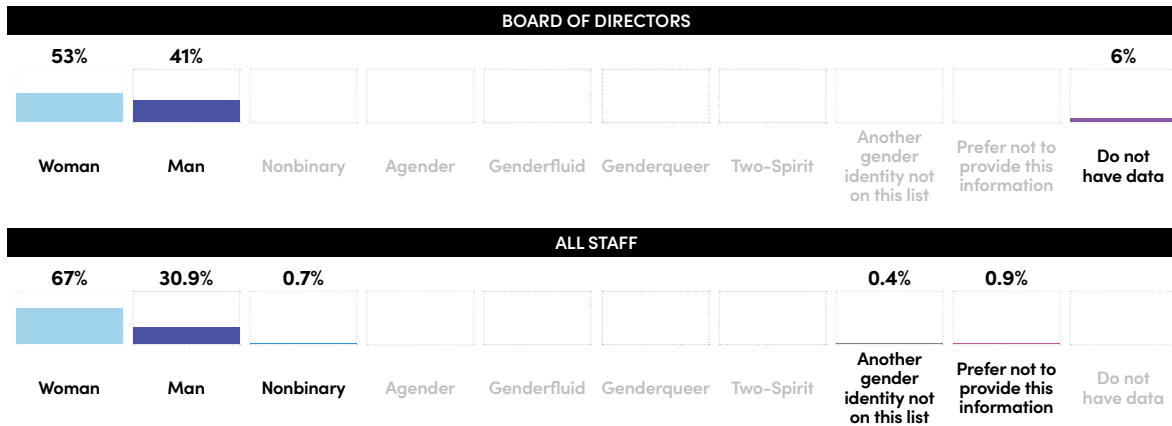 BOARD OF DIRECTORS
53% 41% 6%
Woman Man Nonbinary Agender Genderfluid Genderqueer Two-Spirit Another gender identity not on this list Prefer not to provide this information Do not have data
ALL STAFF
67% 30.9% 0.7% 0.4% 0.9%
Woman Man Nonbinary Agender Genderfluid Genderqueer Two-Spirit Another gender identity not on this list Prefer not to provide this information Do not have data